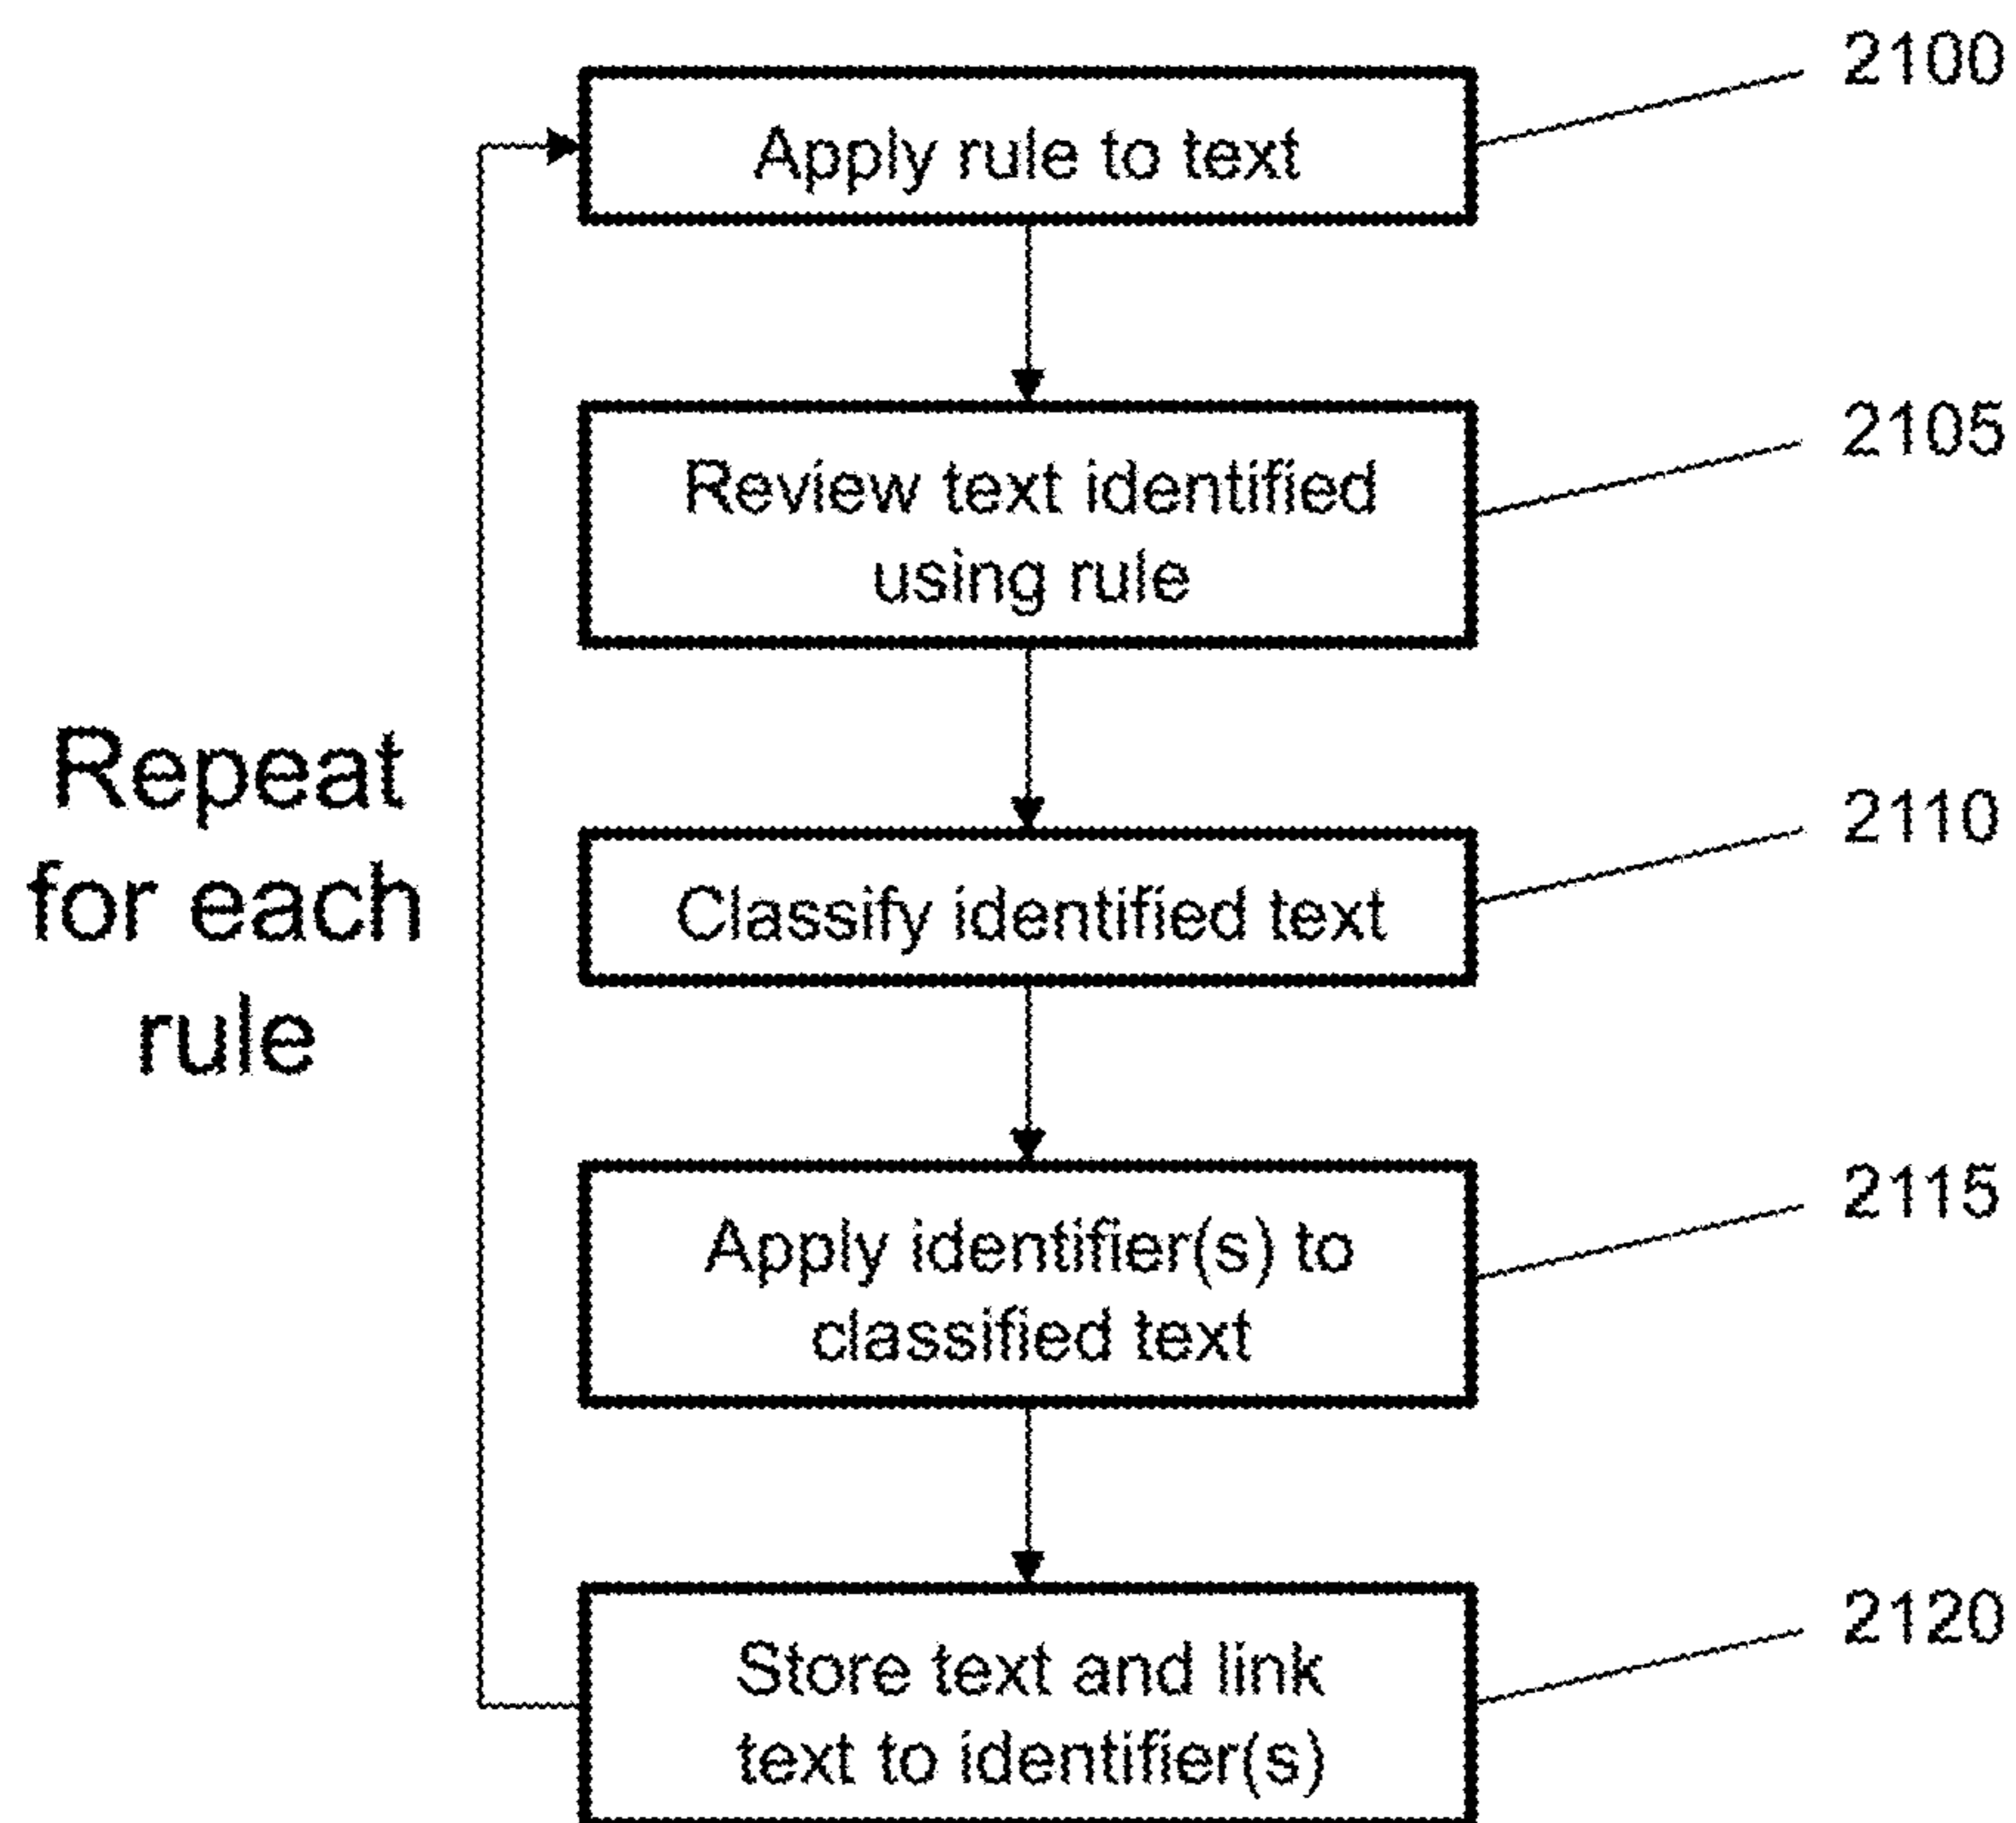 2100
Apply rule to text
2105
Review text identified
using rule
Repeat
for each
rule
2110
Classify identified text
2115
Apply identifier(s) to
classified text
2120
Store text and link
text to identifier(s)